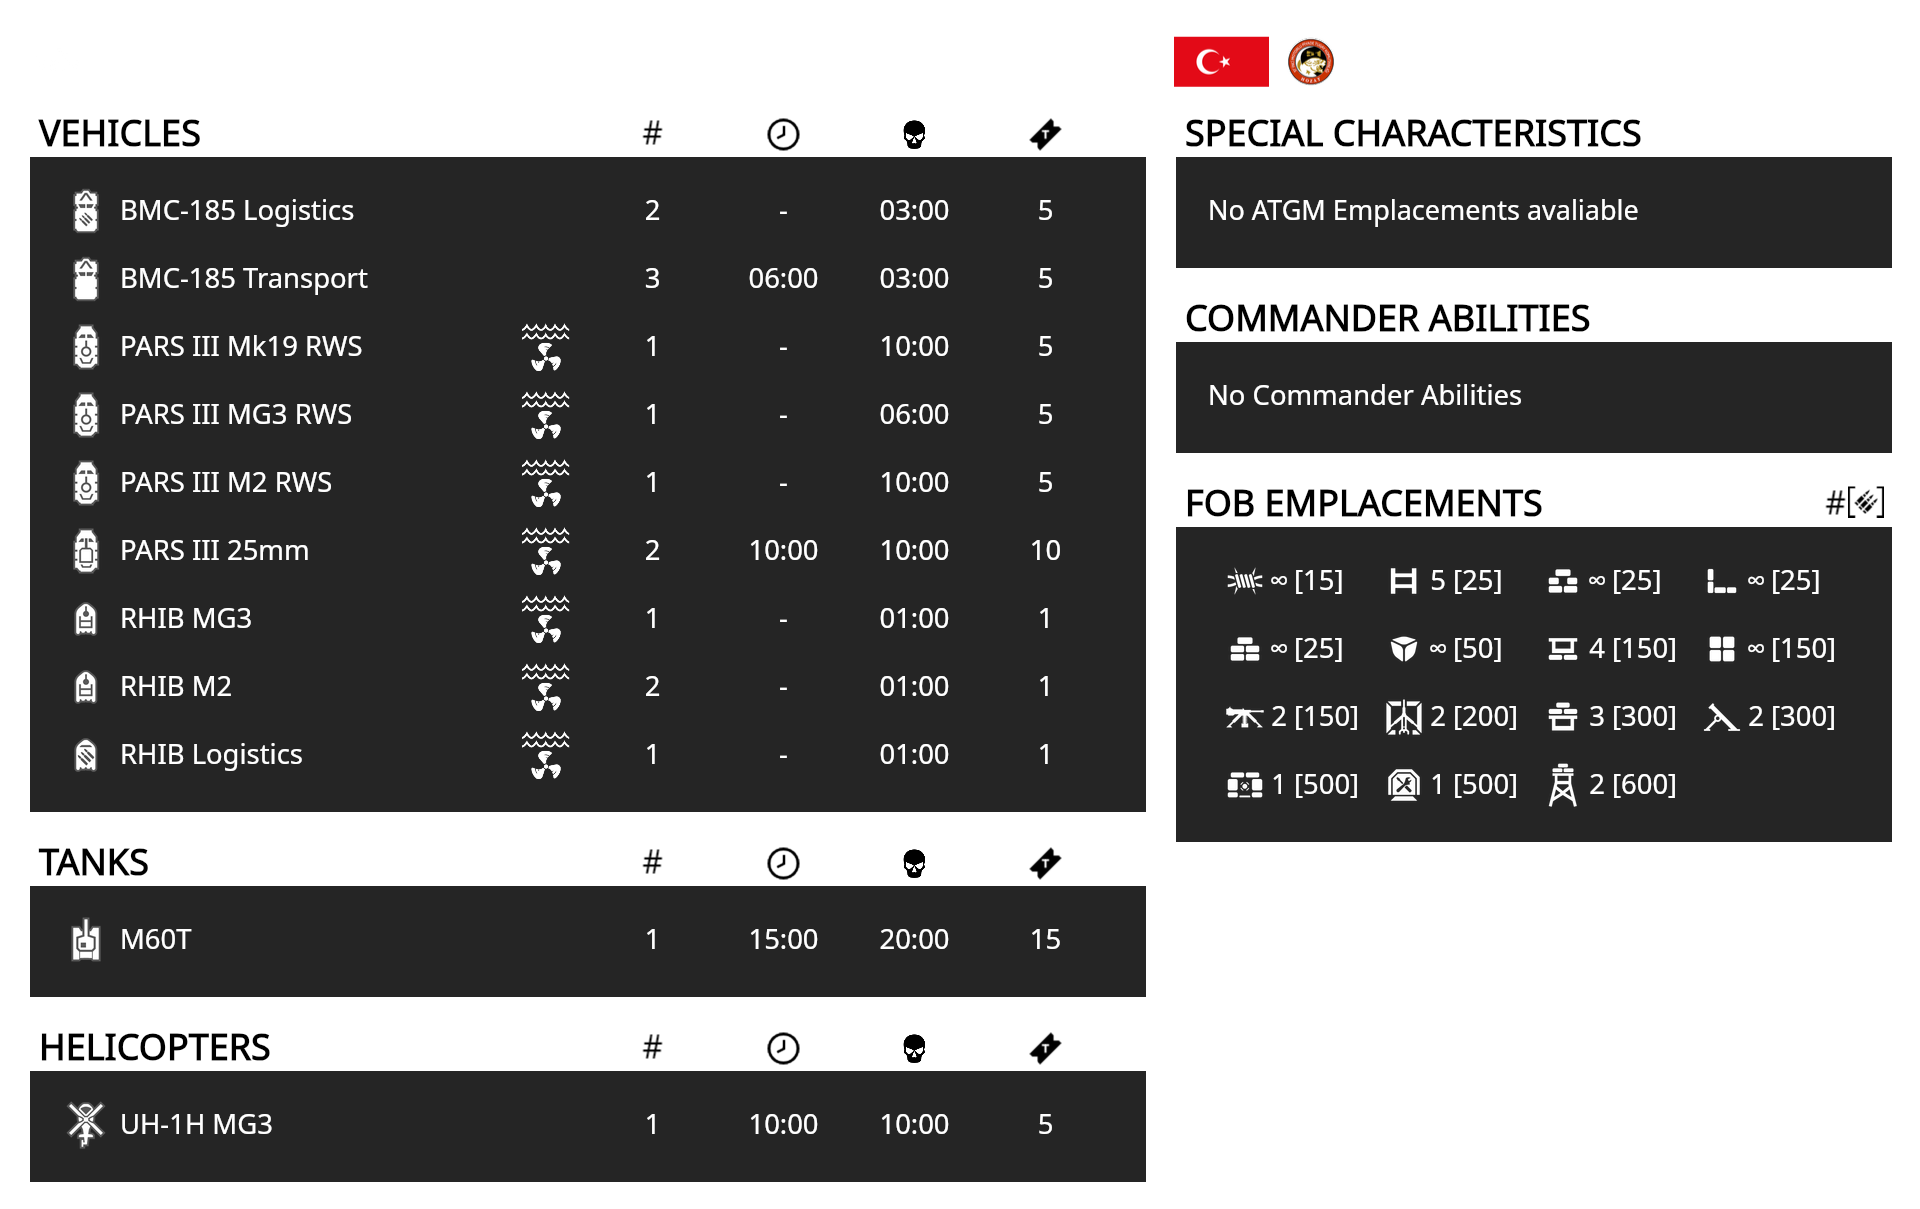 VEHICLES #
BMC-185 Logistics 2 - 03:00 5
BMC-185 Transport 3 06:00 03:00 5
PARS III Mk19 RWS 1 - 10:00 5
PARS III MG3 RWS 1 - 06:00 5
PARS III M2 RWS 1 - 10:00 5
PARS III 25mm 2 10:00 10:00 10
RHIB MG3 1 - 01:00 1
RHIB M2 2 - 01:00 1
RHIB Logistics 1 - 01:00 1
TANKS #
M60T 1 15:00 20:00 15
HELICOPTERS #
UH-1H MG3 1 10:00 10:00 5
SPECIAL CHARACTERISTICS
No ATGM Emplacements avaliable
COMMANDER ABILITIES
No Commander Abilities
FOB EMPLACEMENTS #[ ]
∞ [15] 5 [25] ∞ [25] ∞ [25]
∞ [25] ∞ [50] 4 [150] ∞ [150]
2 [150] 2 [200] 3 [300] 2 [300]
1 [500] 1 [500] 2 [600]